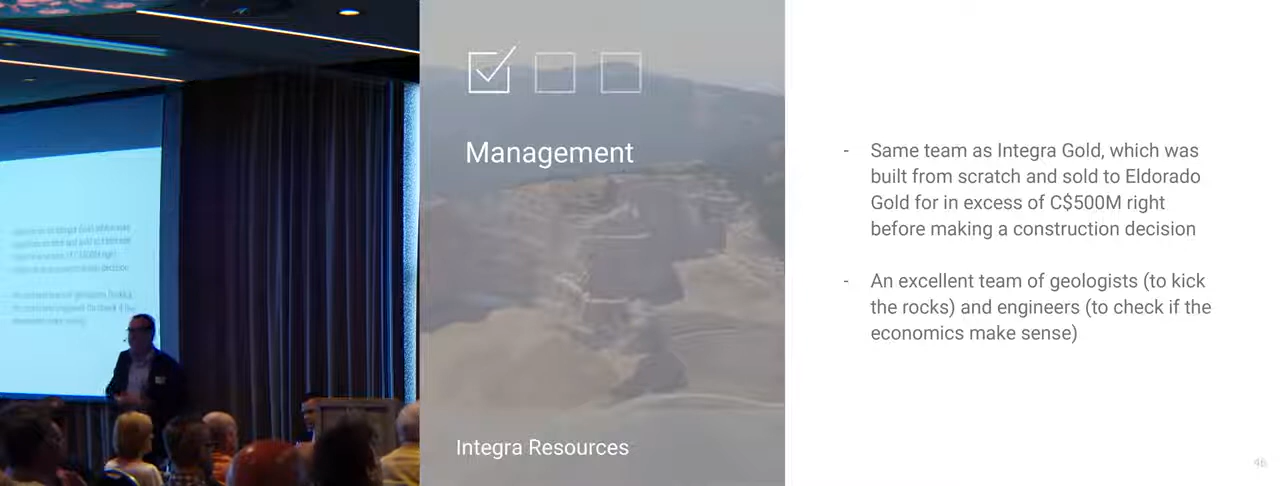 Management
Integra Resources
- Same team as Integra Gold, which was
built from scratch and sold to Eldorado
Gold for in excess of C$500M right
before making a construction decision
- An excellent team of geologists (to kick
the rocks) and engineers (to check if the
economics make sense)
46